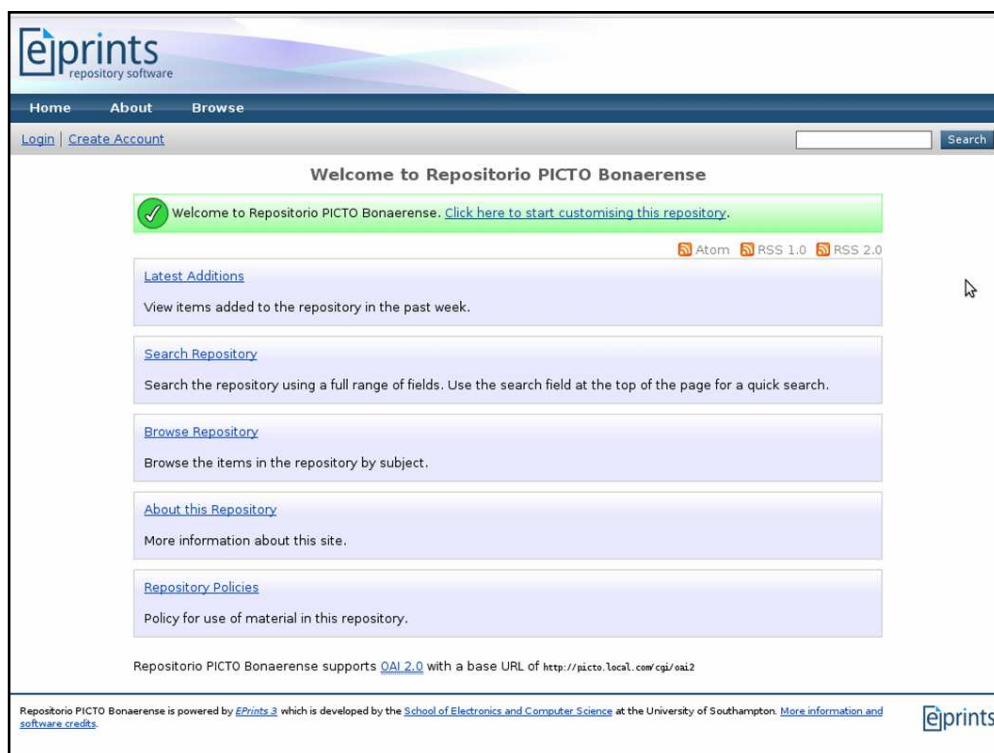 eprints
repository software
Home About Browse
Login | Create Account Search
Welcome to Repositorio PICTO Bonaerense
Welcome to Repositorio PICTO Bonaerense. Click here to start customising this repository.
Atom RSS 1.0 RSS 2.0
Latest Additions
View items added to the repository in the past week.
Search Repository
Search the repository using a full range of fields. Use the search field at the top of the page for a quick search.
Browse Repository
Browse the items in the repository by subject.
About this Repository
More information about this site.
Repository Policies
Policy for use of material in this repository.
Repositorio PICTO Bonaerense supports OAI 2.0 with a base URL of http://picto.local.com/cgi/oai2
Repositorio PICTO Bonaerense is powered by EPrints 3 which is developed by the School of Electronics and Computer Science at the University of Southampton. More information and
software credits.
eprints